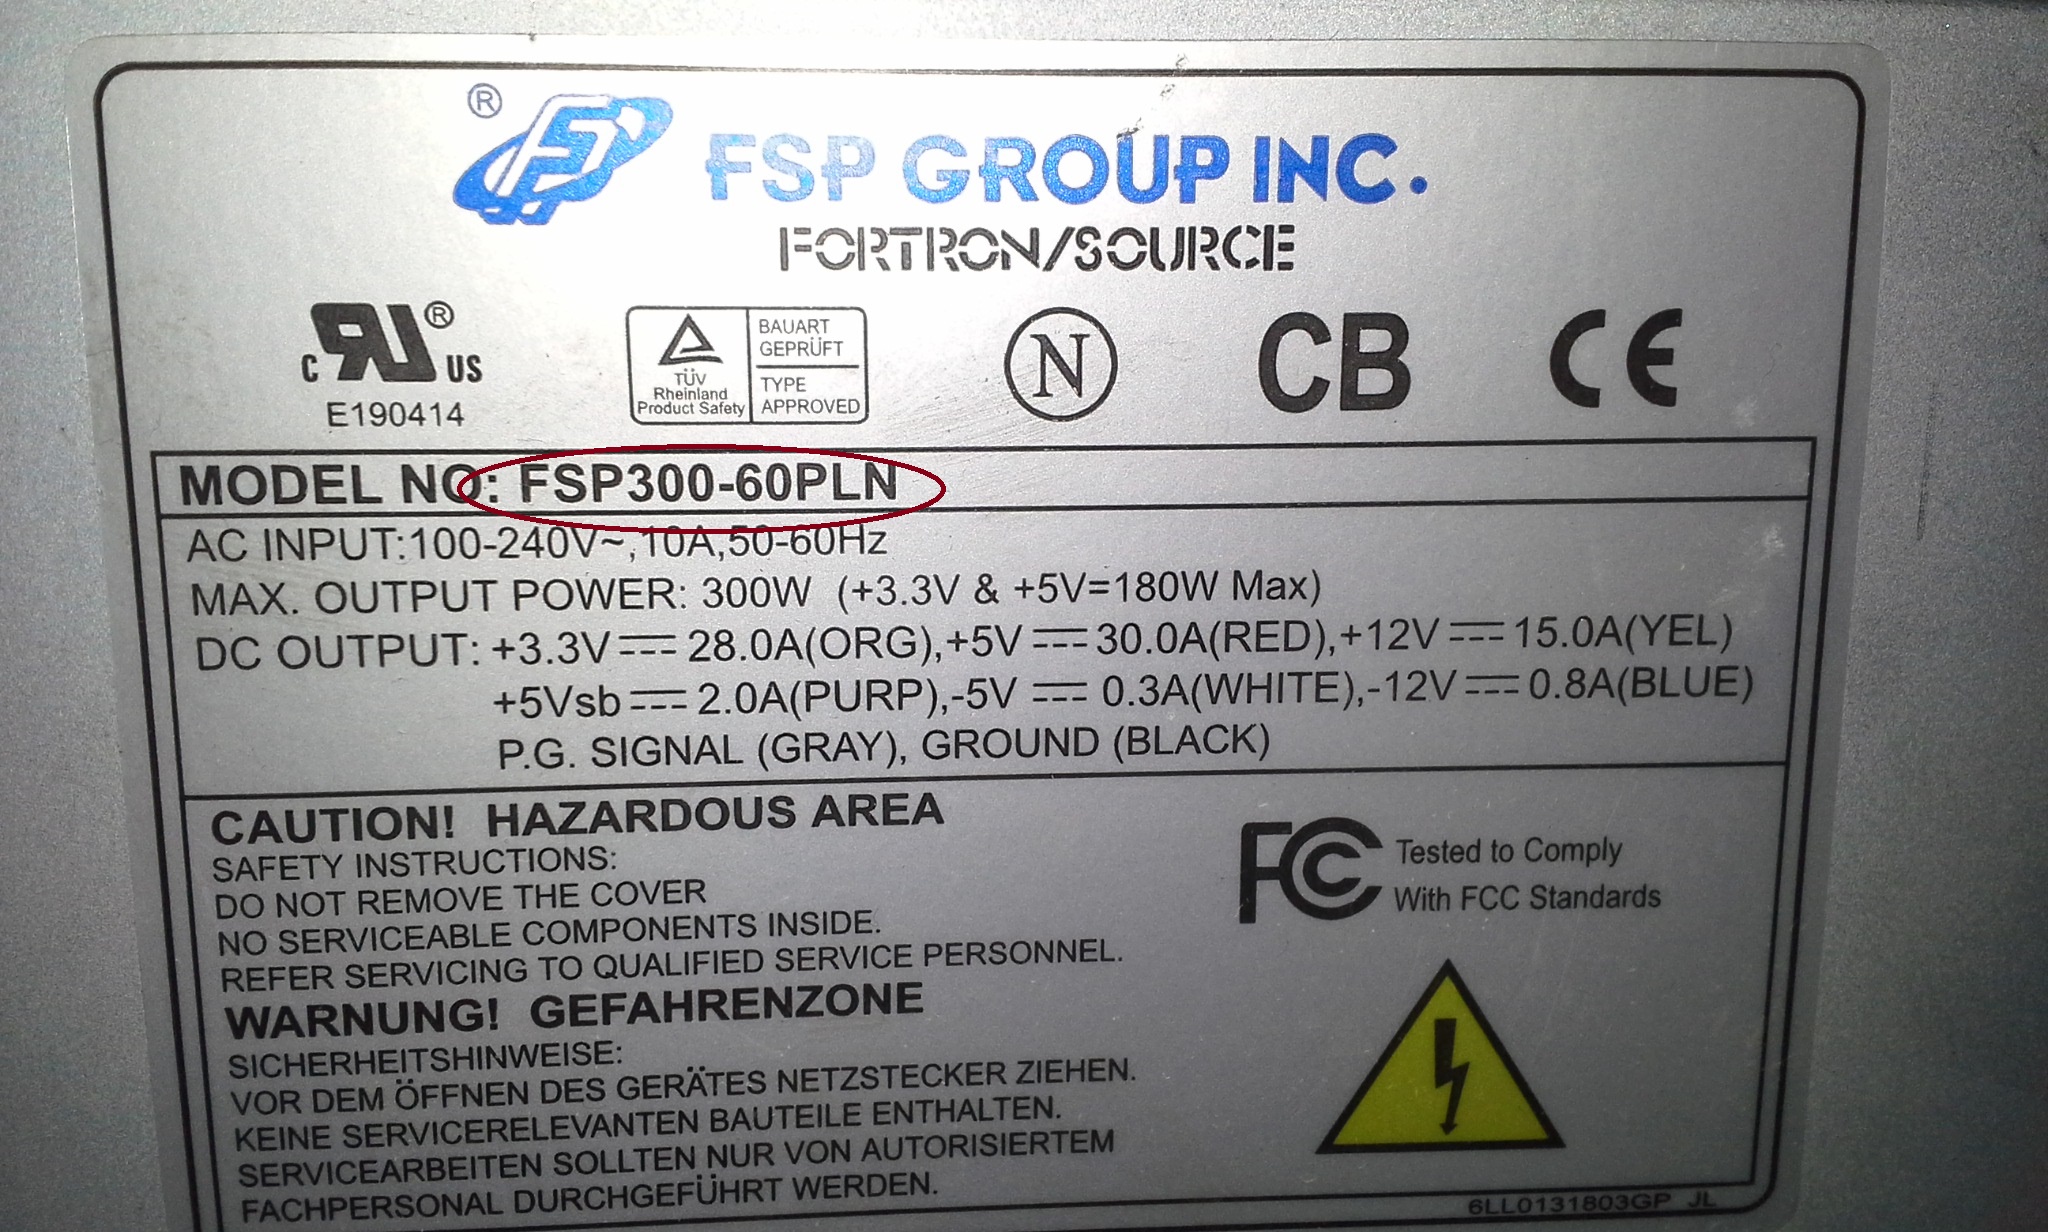 ® FSP GROUP INC.
FORTRON/SOURCE
c RU ® US
E190414
TÜV
Rheinland
Product Safety
BAUART
GEPRÜFT
TYPE
APPROVED
N
CB
CE
MODEL NO: FSP300-60PLN
AC INPUT:100-240V~,10A,50-60Hz
MAX. OUTPUT POWER: 300W (+3.3V & +5V=180W Max)
DC OUTPUT: +3.3V ⎓ 28.0A(ORG),+5V ⎓ 30.0A(RED),+12V ⎓ 15.0A(YEL)
+5Vsb ⎓ 2.0A(PURP),-5V ⎓ 0.3A(WHITE),-12V ⎓ 0.8A(BLUE)
P.G. SIGNAL (GRAY), GROUND (BLACK)
CAUTION! HAZARDOUS AREA
SAFETY INSTRUCTIONS:
DO NOT REMOVE THE COVER
NO SERVICEABLE COMPONENTS INSIDE.
REFER SERVICING TO QUALIFIED SERVICE PERSONNEL.
WARNUNG! GEFAHRENZONE
SICHERHEITSHINWEISE:
VOR DEM ÖFFNEN DES GERÄTES NETZSTECKER ZIEHEN.
KEINE SERVICERELEVANTEN BAUTEILE ENTHALTEN.
SERVICEARBEITEN SOLLTEN NUR VON AUTORISIERTEM
FACHPERSONAL DURCHGEFÜHRT WERDEN.
FC Tested to Comply
With FCC Standards
6LL0131803GP JL